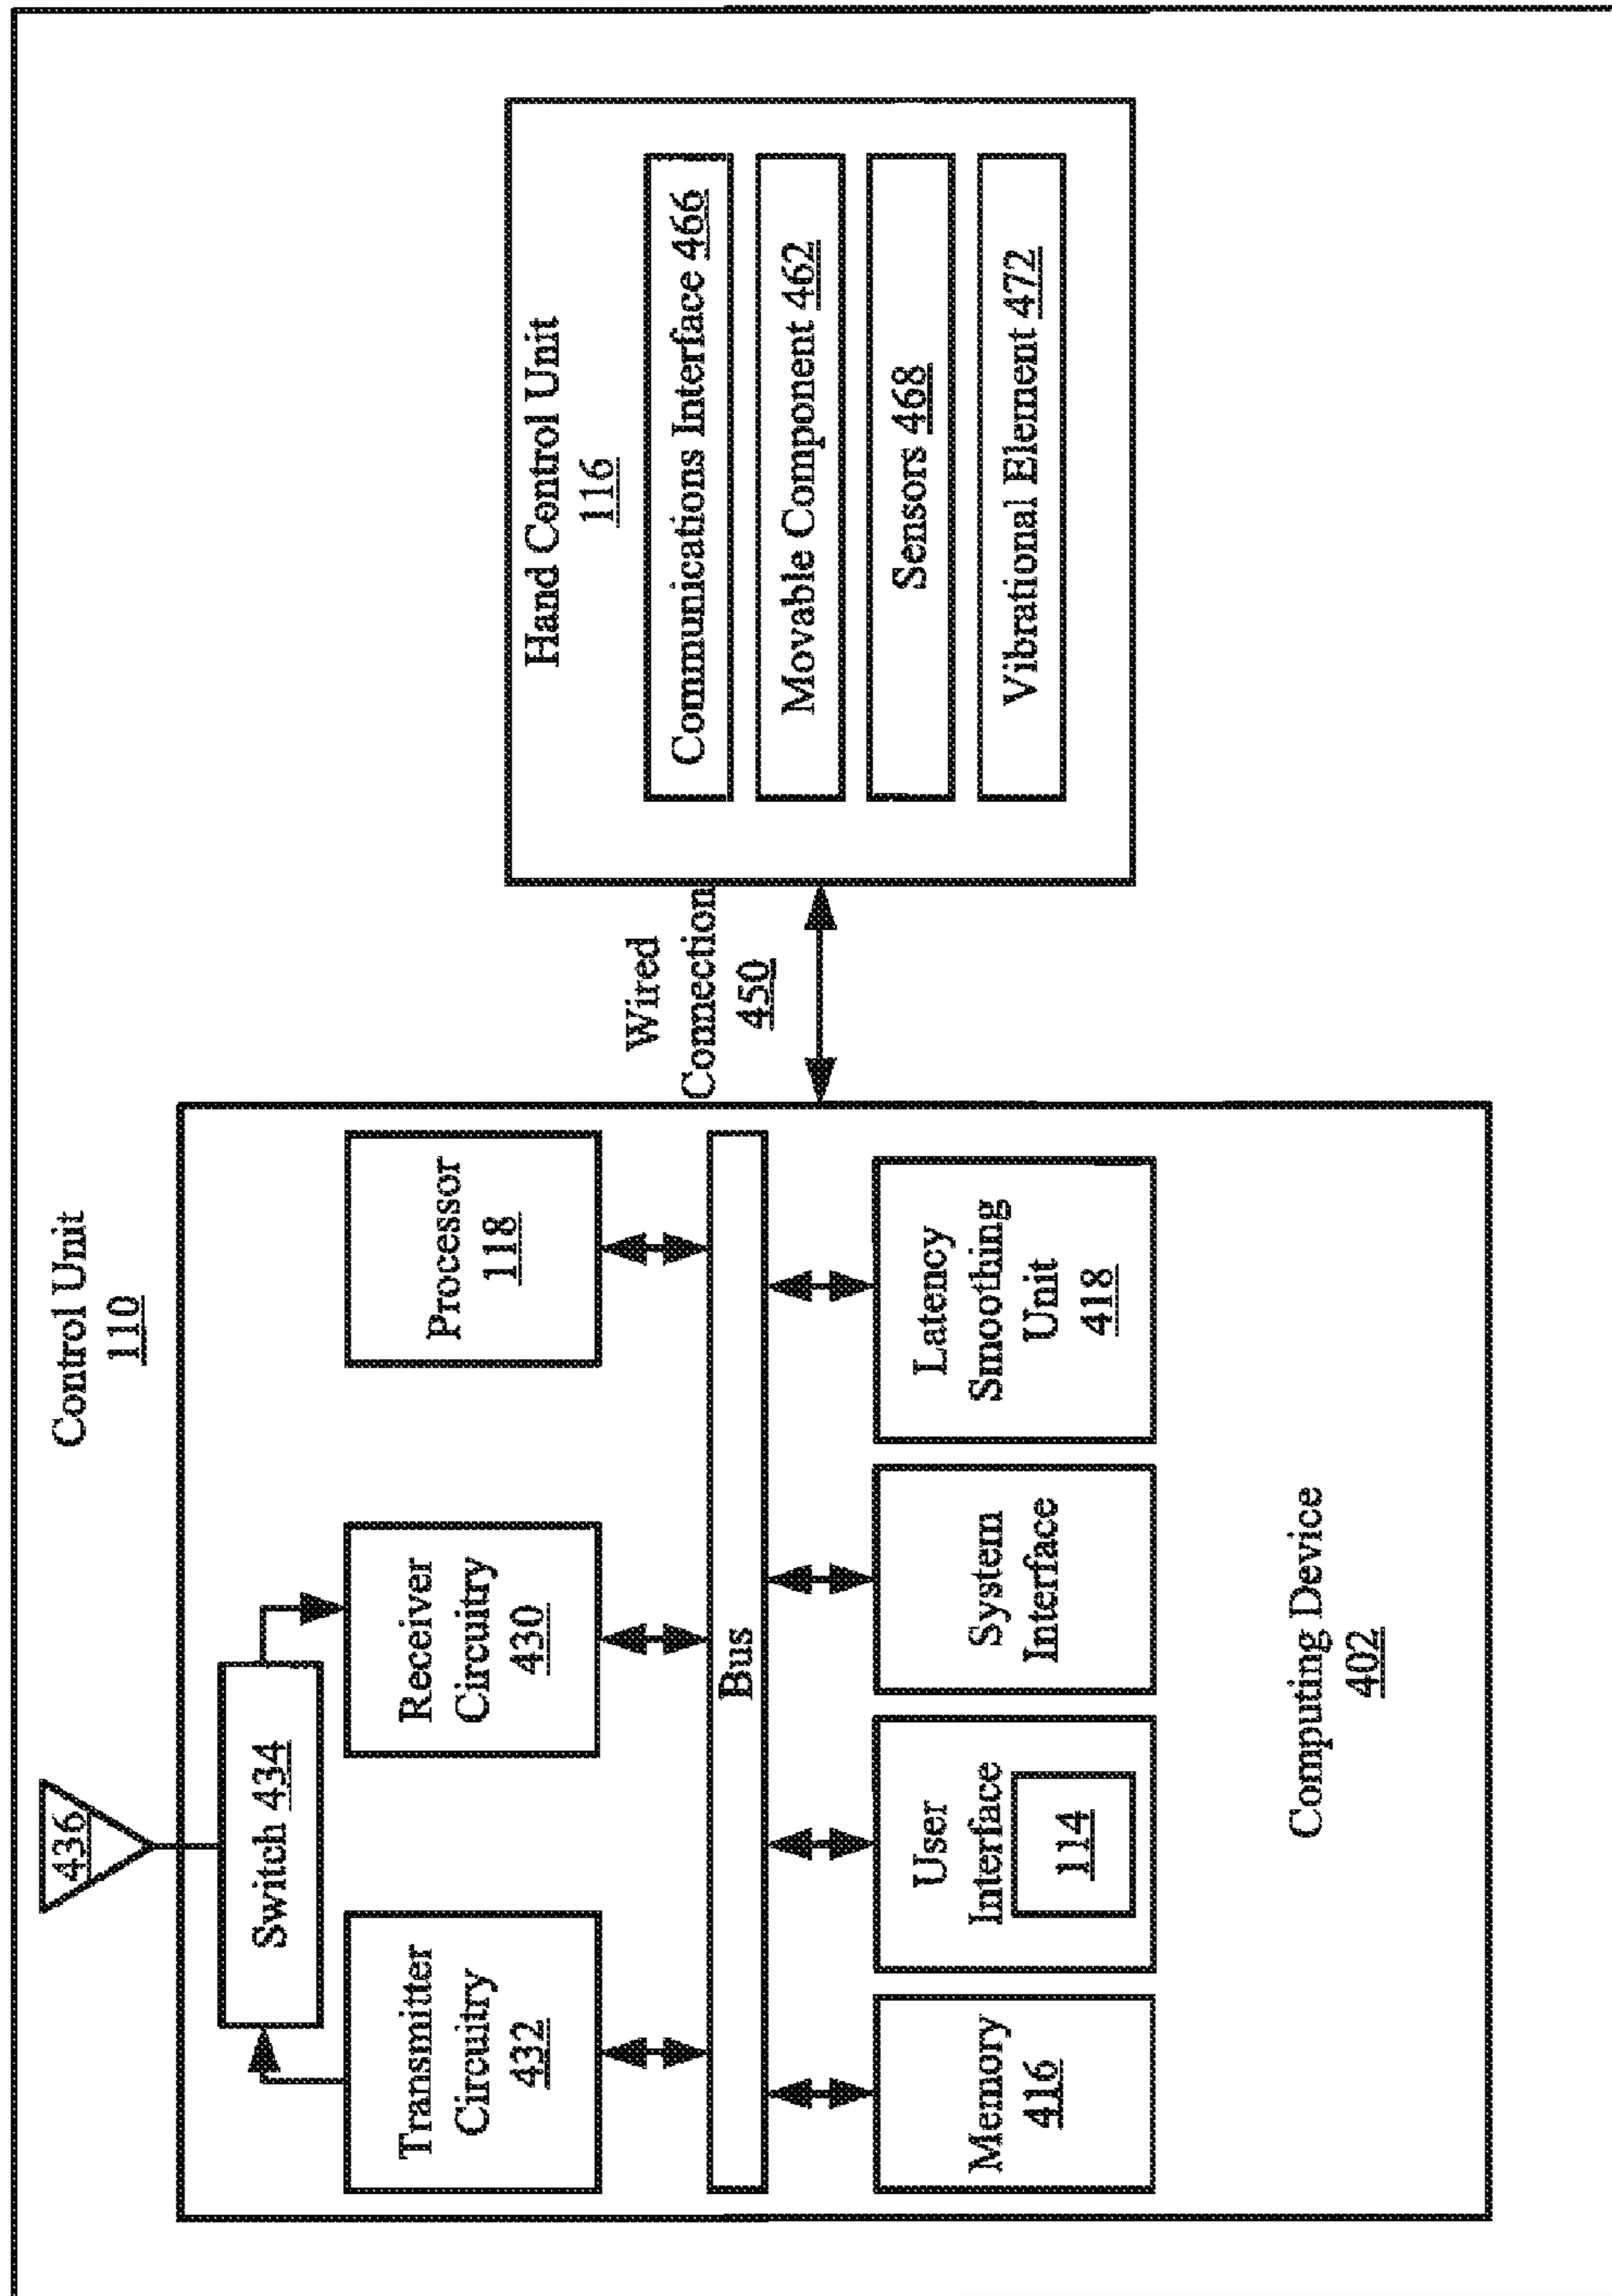 Control Unit
110
436
Switch 434
Transmitter
Circuitry
432
Receiver
Circuitry
430
Processor
118
Bus
Memory
416
User
Interface
114
System
Interface
Latency
Smoothing
Unit
418
Computing Device
402
Wired
Connection
450
Hand Control Unit
116
Communications Interface 466
Movable Component 462
Sensors 468
Vibrational Element 472